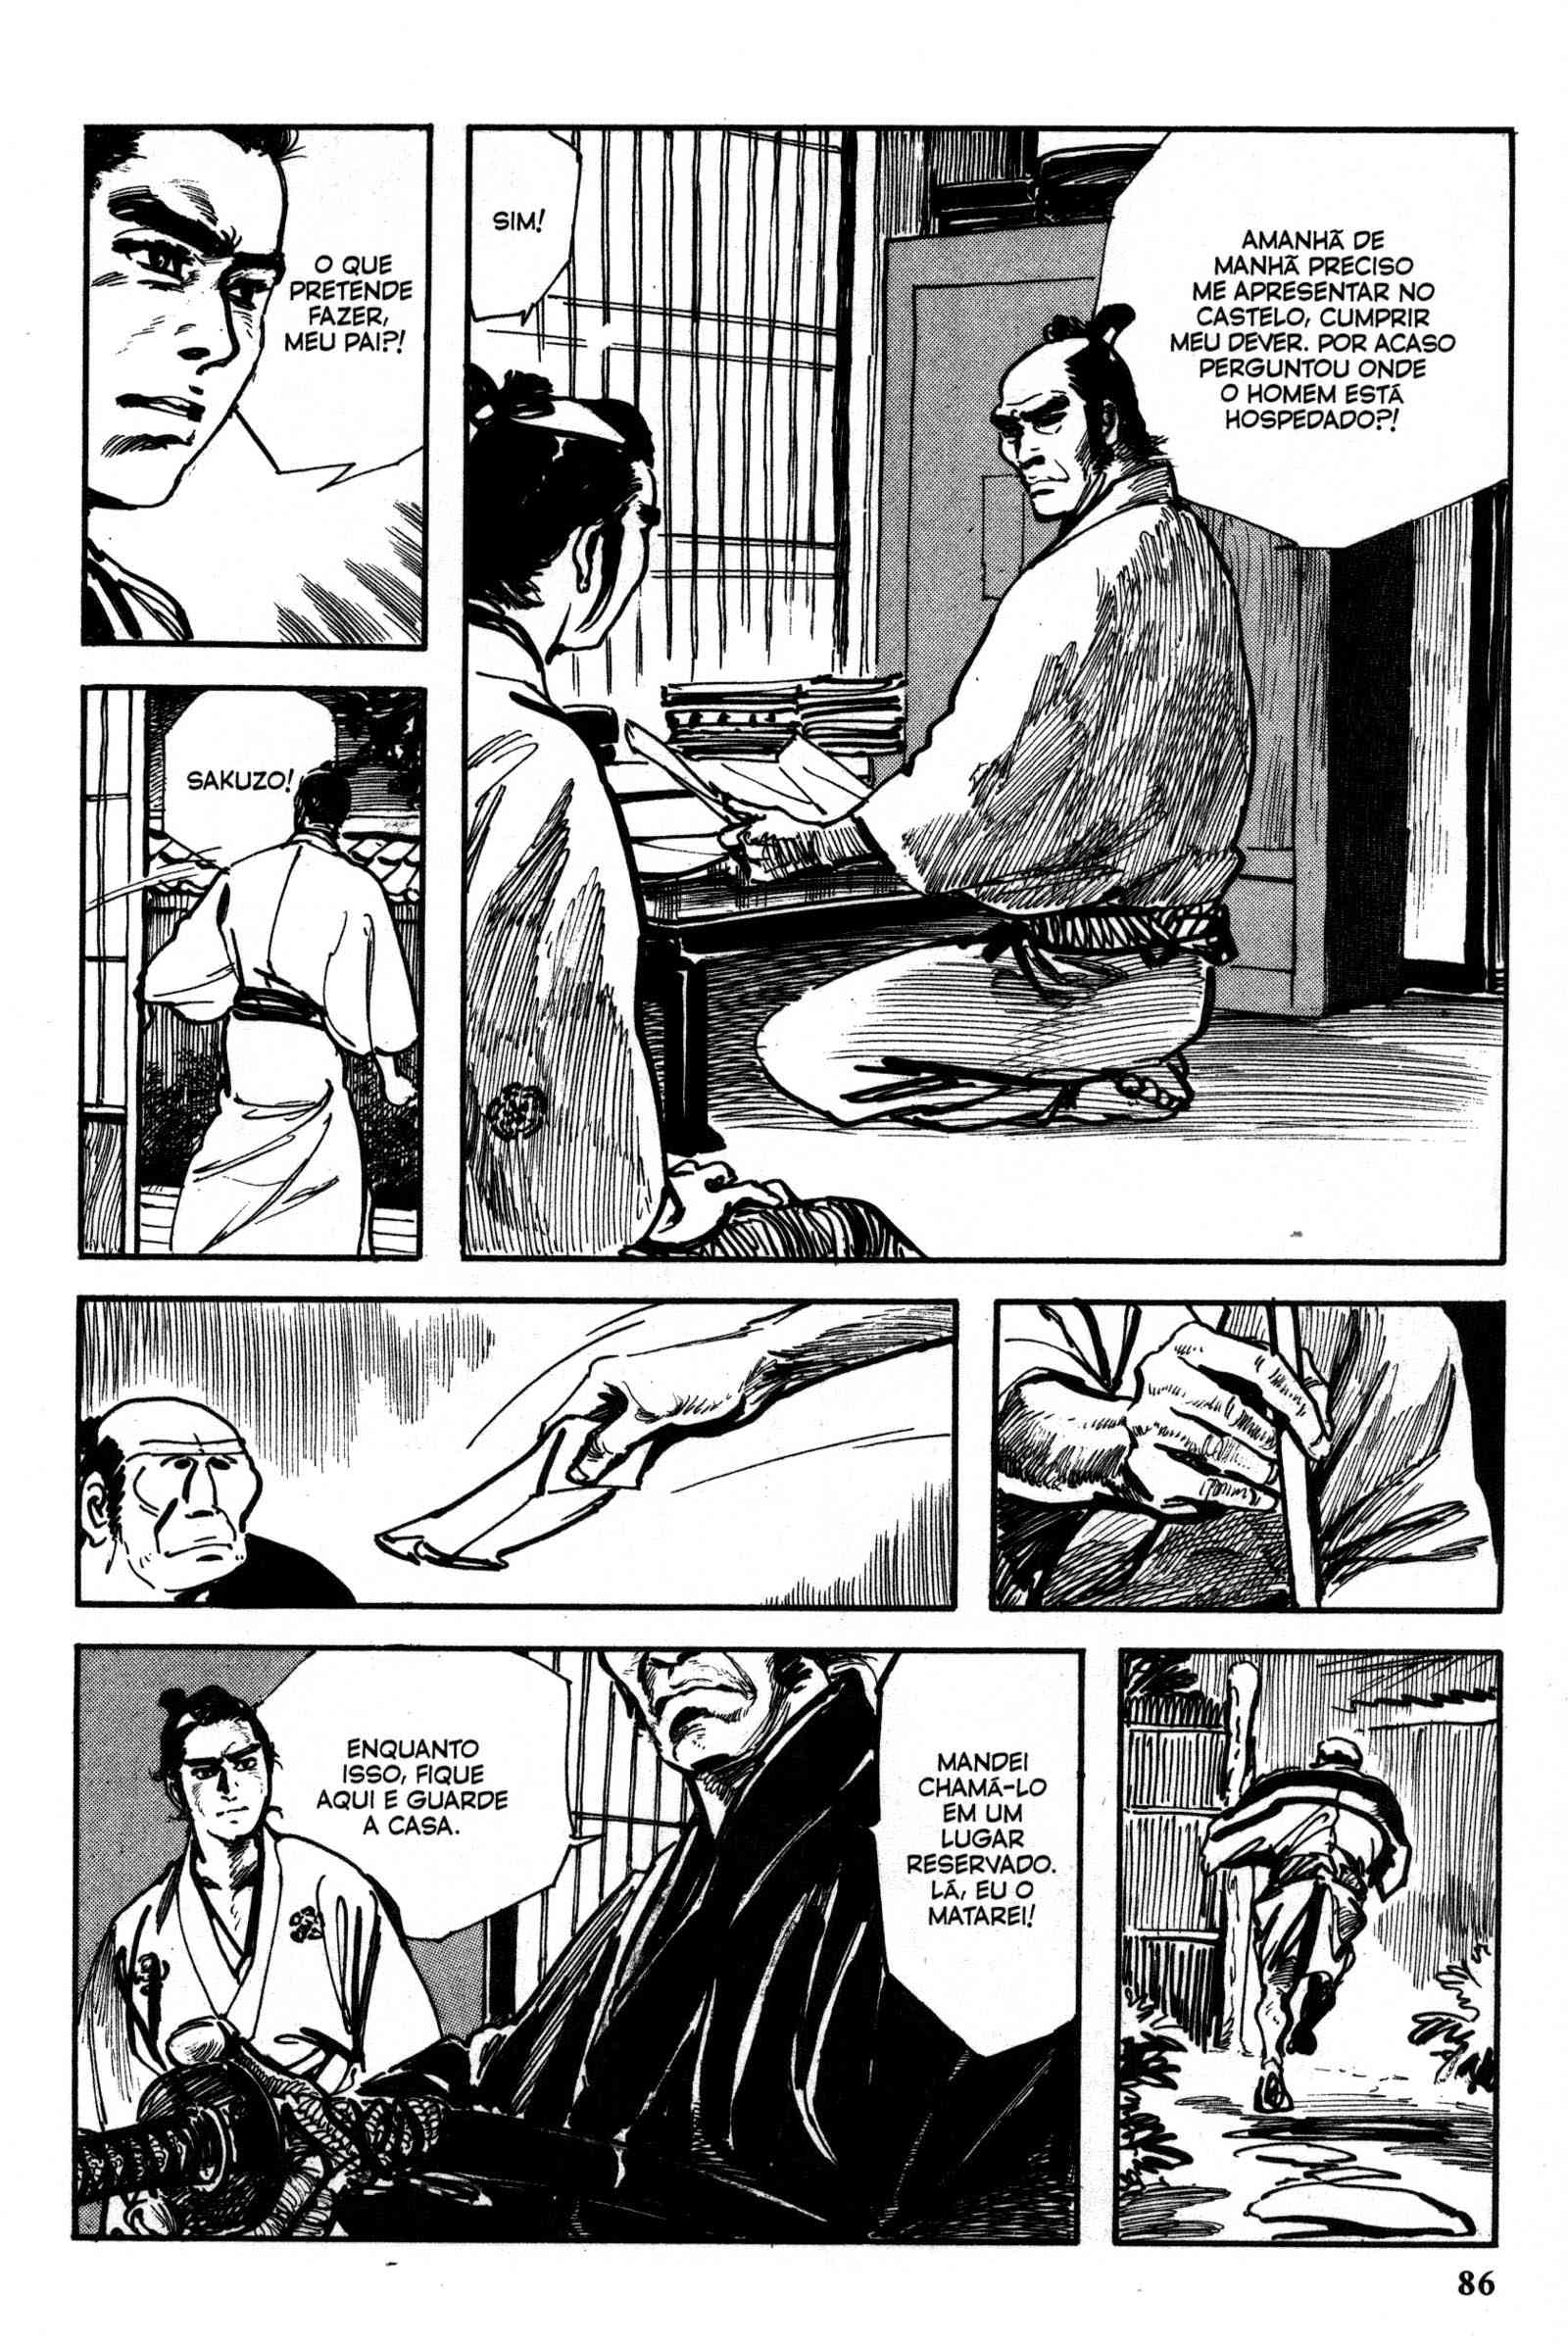 AMANHÃ DE
MANHÃ PRECISO
ME APRESENTAR NO
CASTELO, CUMPRIR
MEU DEVER. POR ACASO
PERGUNTOU ONDE
O HOMEM ESTÁ
HOSPEDADO?!
SIM!
O QUE
PRETENDE
FAZER,
MEU PAI?!
SAKUZO!
MANDEI
CHAMÁ-LO
EM UM
LUGAR
RESERVADO.
LÁ, EU O
MATAREI!
ENQUANTO
ISSO, FIQUE
AQUI E GUARDE
A CASA.
86